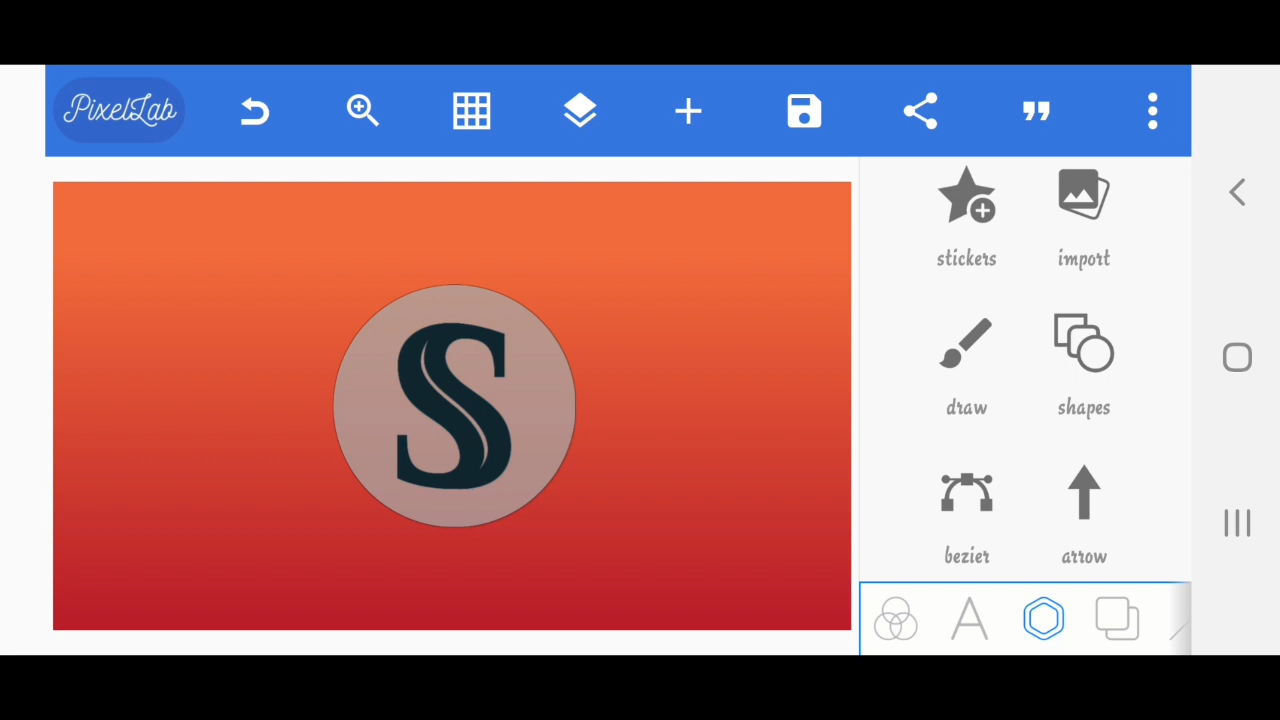 PixelLab
stickers
import
S
draw
shapes
bezier
arrow
A